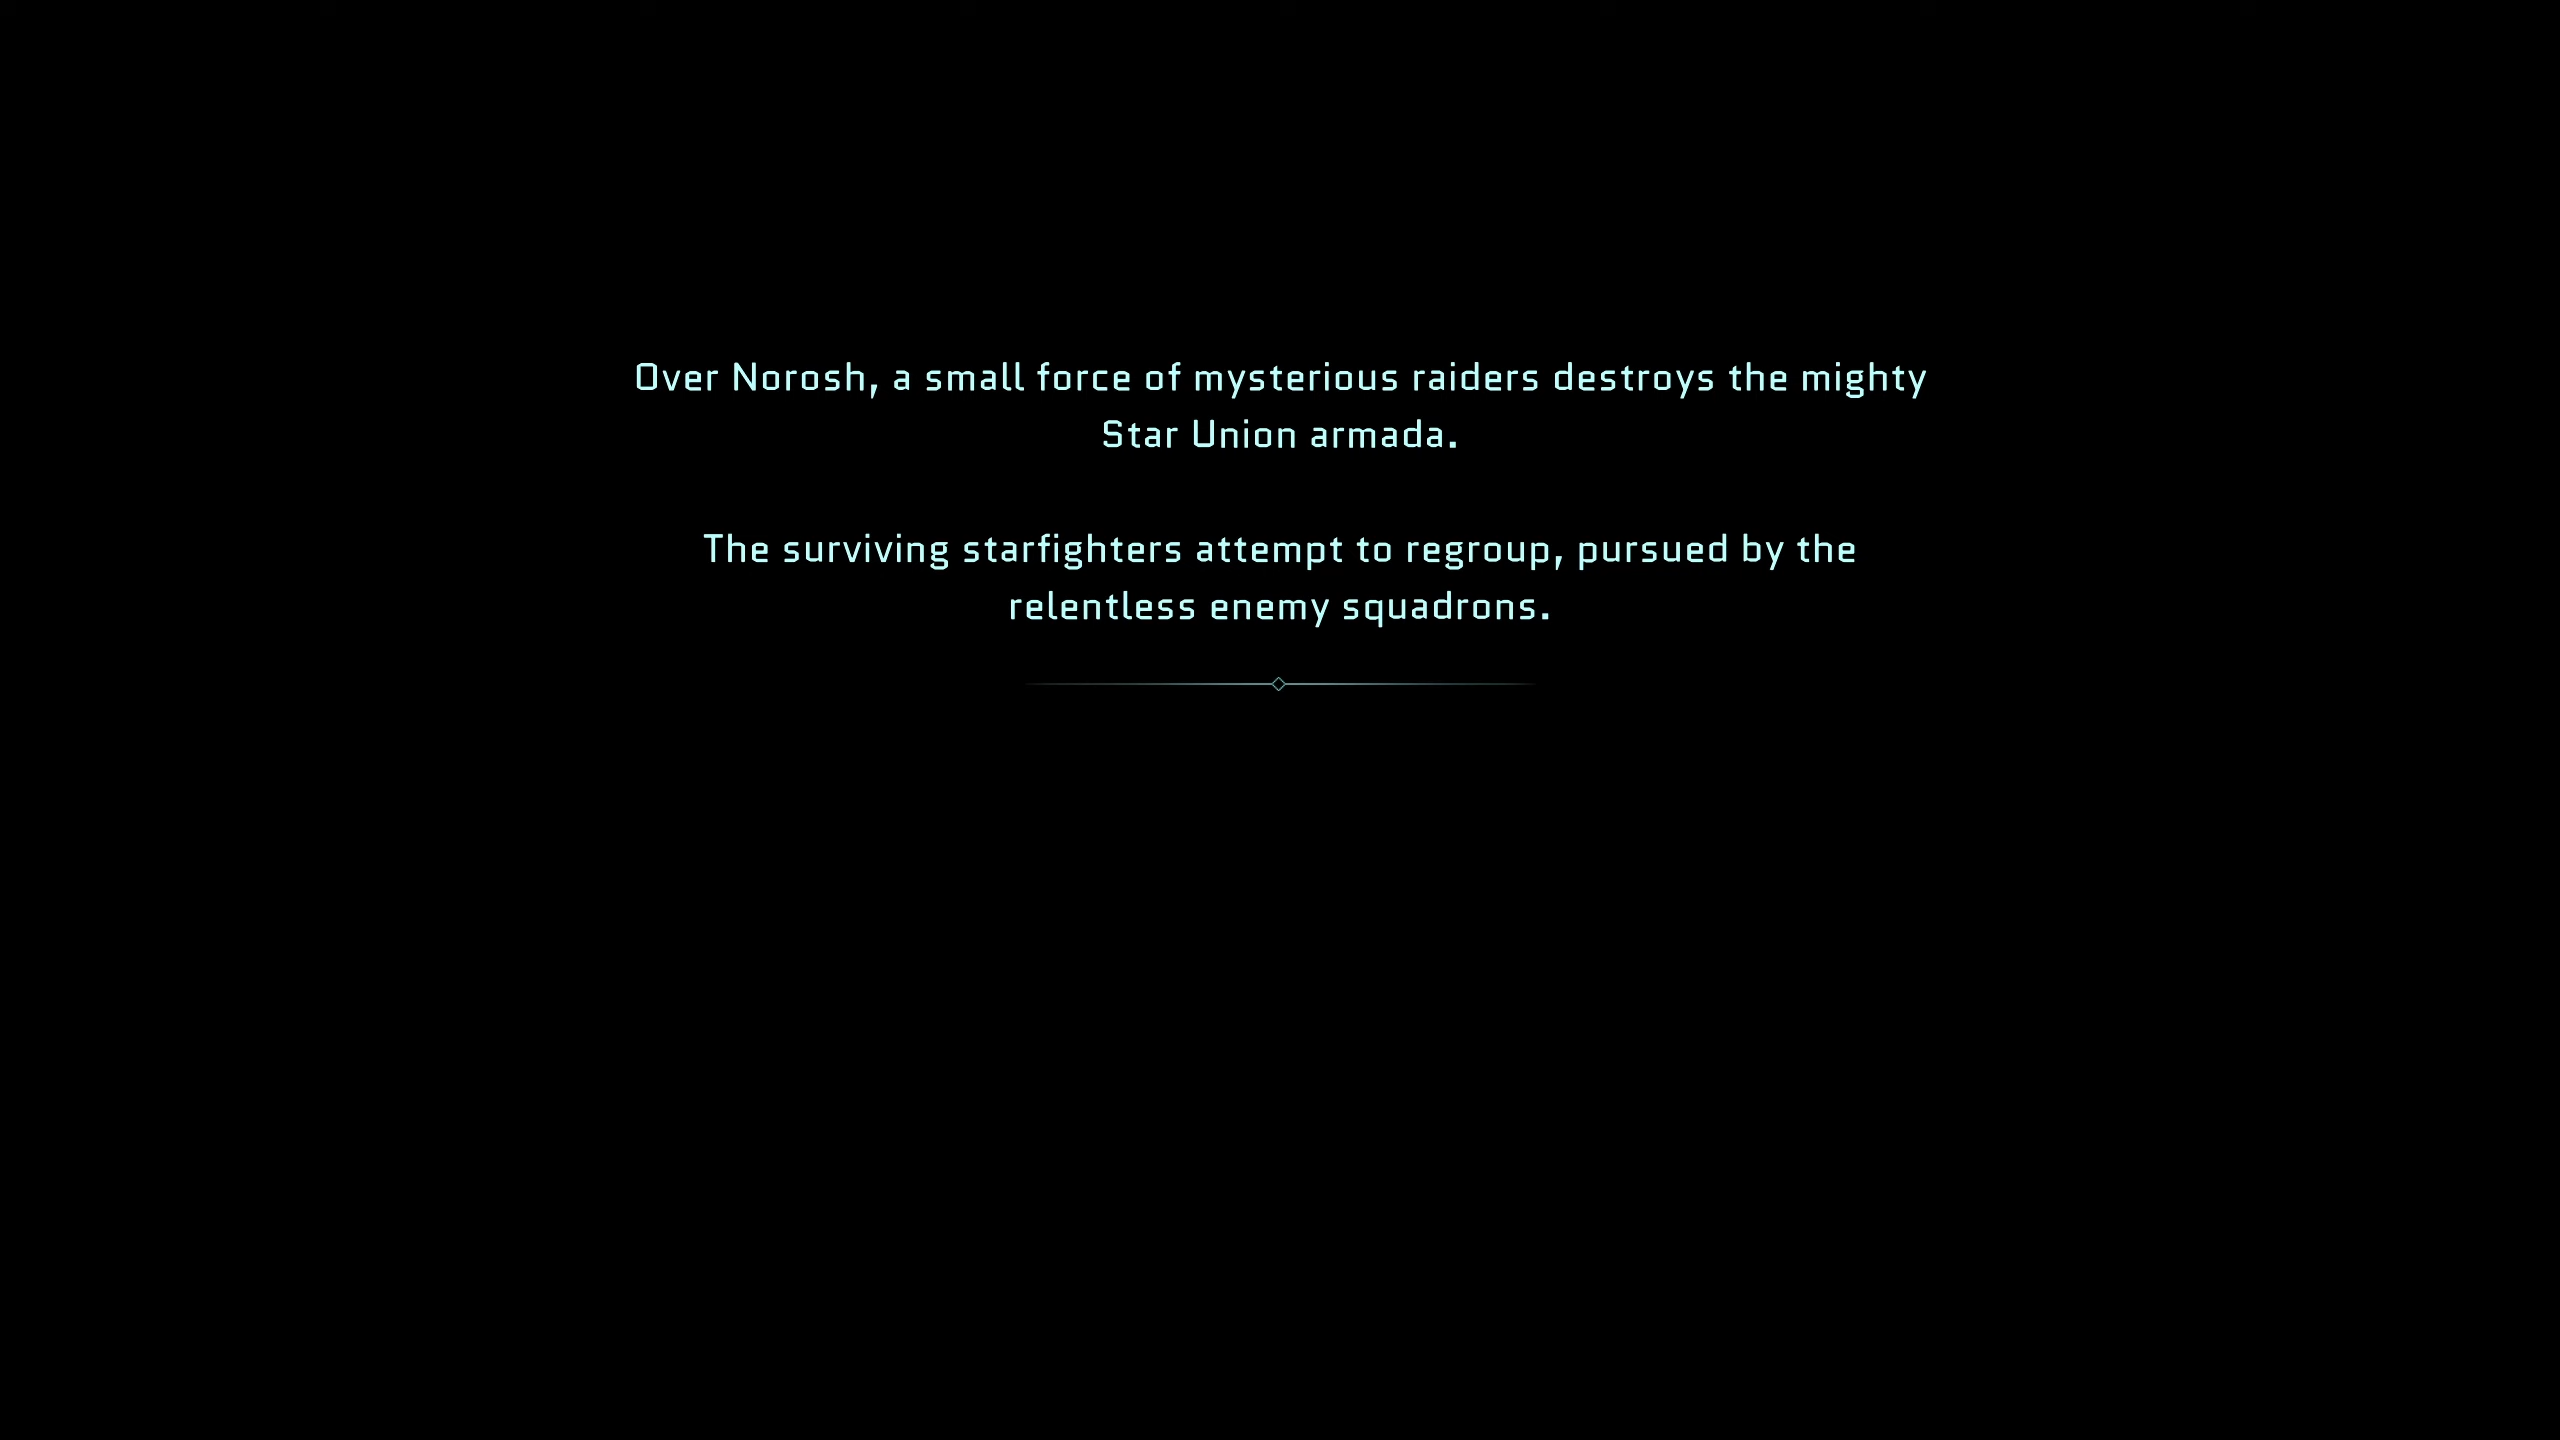 Over Norosh, a small force of mysterious raiders destroys the mighty
Star Union armada.
The surviving starfighters attempt to regroup, pursued by the
relentless enemy squadrons.